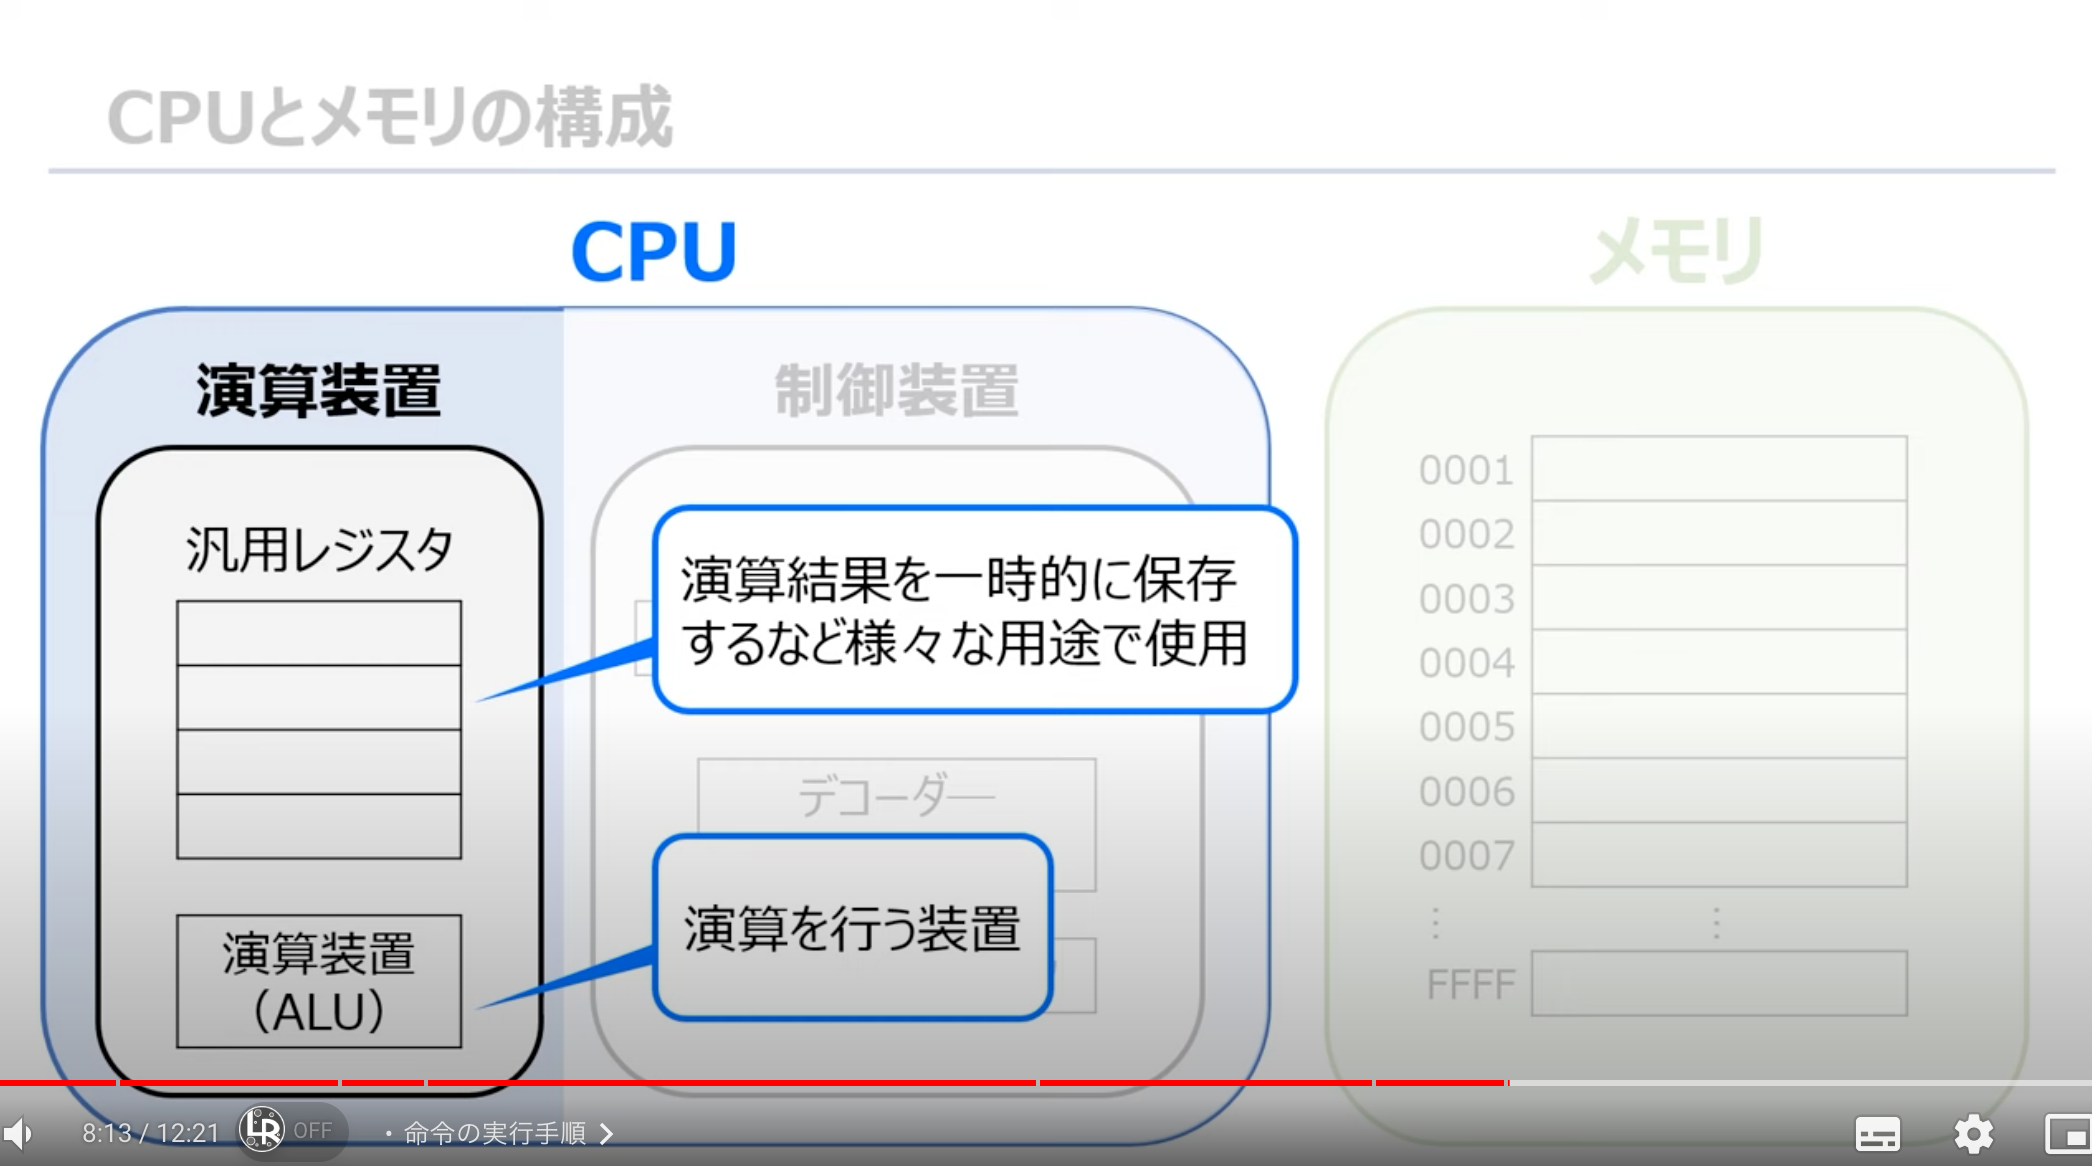 CPUとメモリの構成
CPU
メモリ
演算装置
制御装置
汎用レジスタ
演算結果を一時的に保存
するなど様々な用途で使用
デコーダ―
演算を行う装置
演算装置
（ALU）
0001
0002
0003
0004
0005
0006
0007
⋮ ⋮
FFFF
8:13 / 12:21
LR
OFF
・命令の実行手順